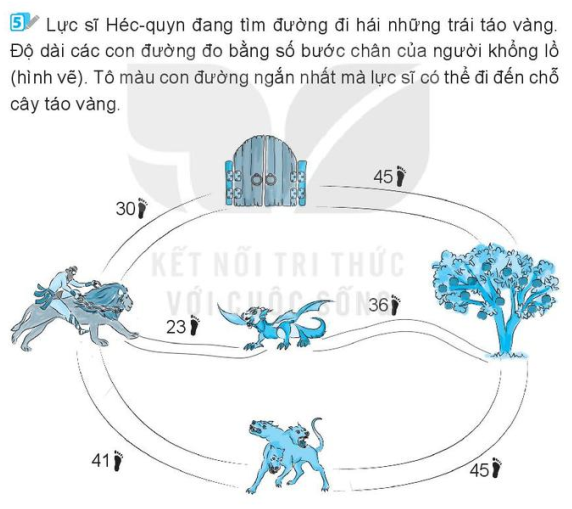 5 Lực sĩ Héc-quyn đang tìm đường đi hái những trái táo vàng.
Độ dài các con đường đo bằng số bước chân của người khổng lồ
(hình vẽ). Tô màu con đường ngắn nhất mà lực sĩ có thể đi đến chỗ
cây táo vàng.
45
30
KẾT NỐI TRI THỨC
VỚI CUỘC SỐNG
36
23
41
45